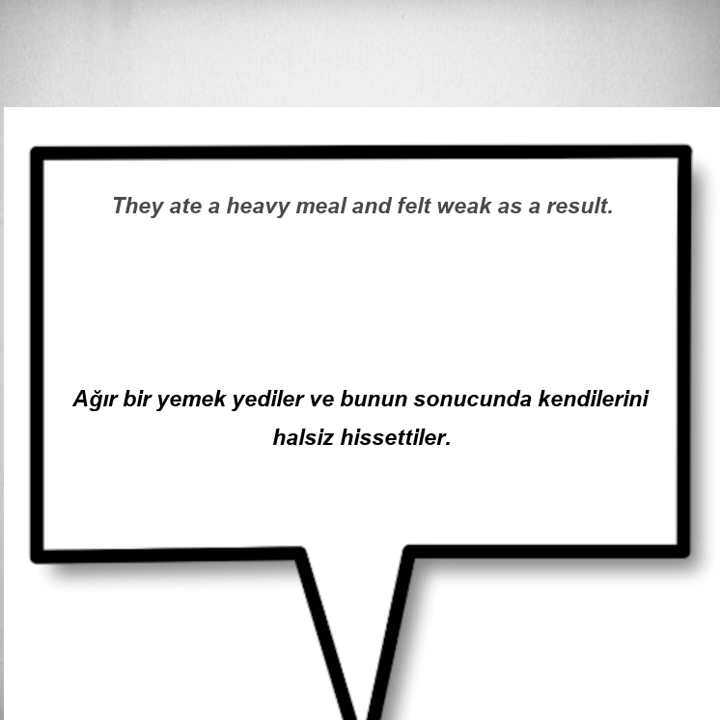 They ate a heavy meal and felt weak as a result.
Ağır bir yemek yediler ve bunun sonucunda kendilerini
halsiz hissettiler.